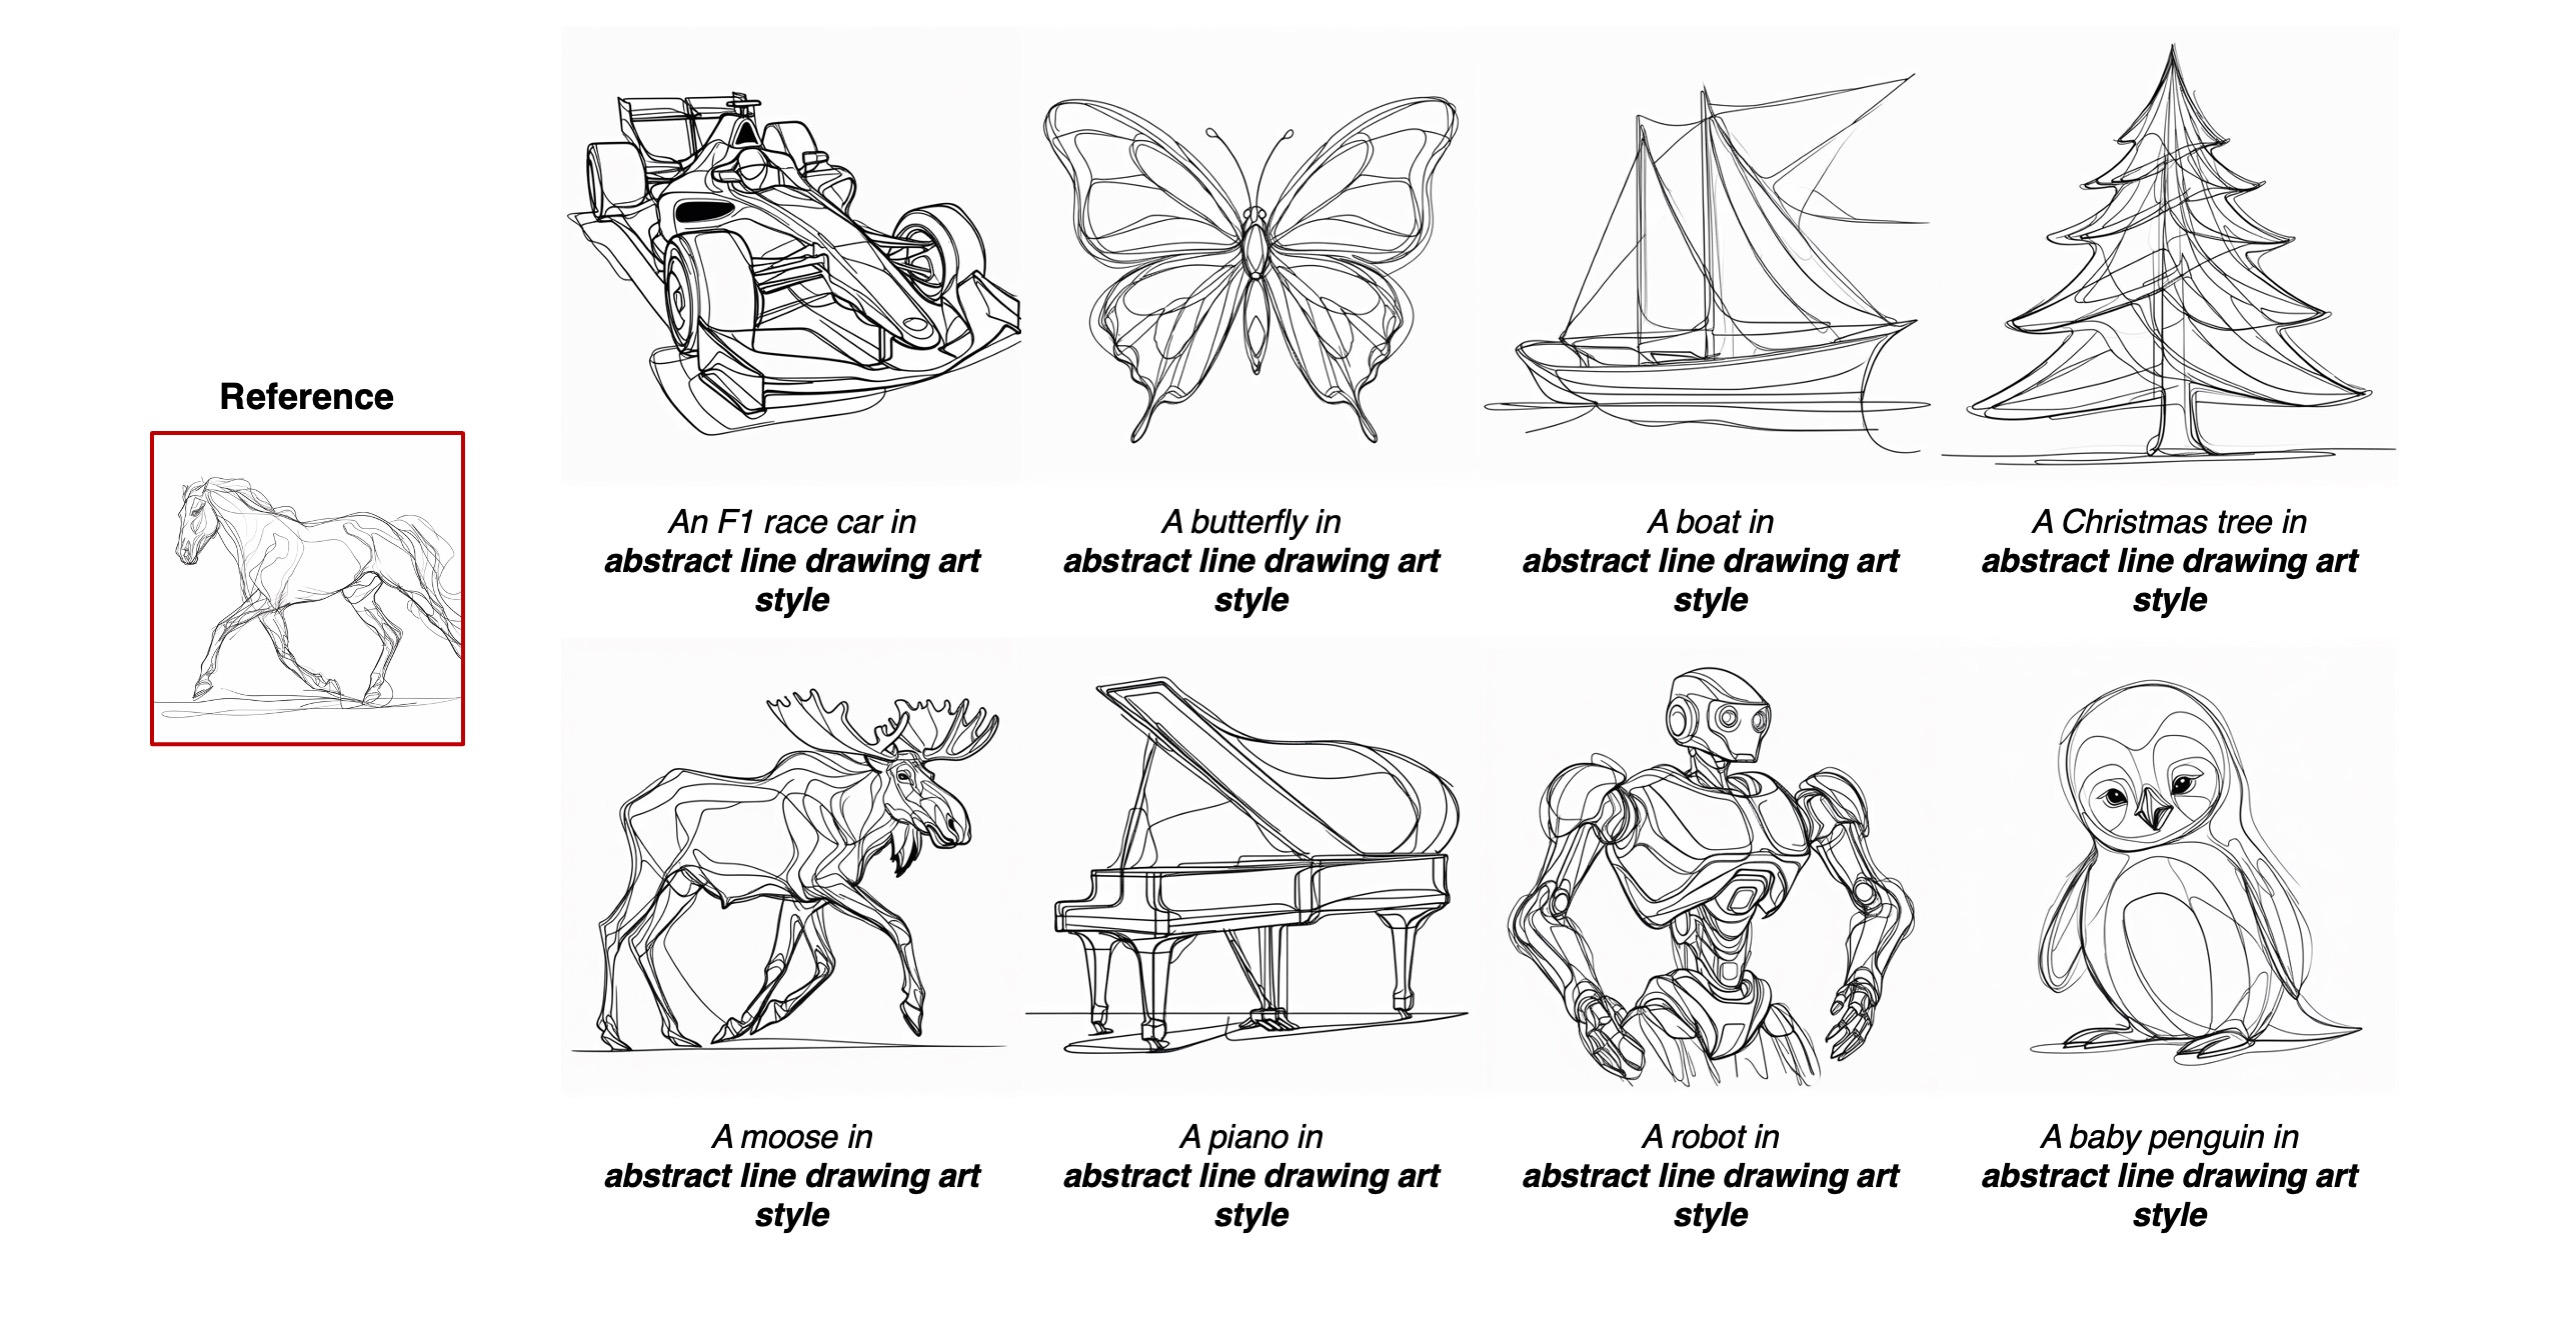 Reference
An F1 race car in
abstract line drawing art
style
A butterfly in
abstract line drawing art
style
A boat in
abstract line drawing art
style
A Christmas tree in
abstract line drawing art
style
A moose in
abstract line drawing art
style
A piano in
abstract line drawing art
style
A robot in
abstract line drawing art
style
A baby penguin in
abstract line drawing art
style